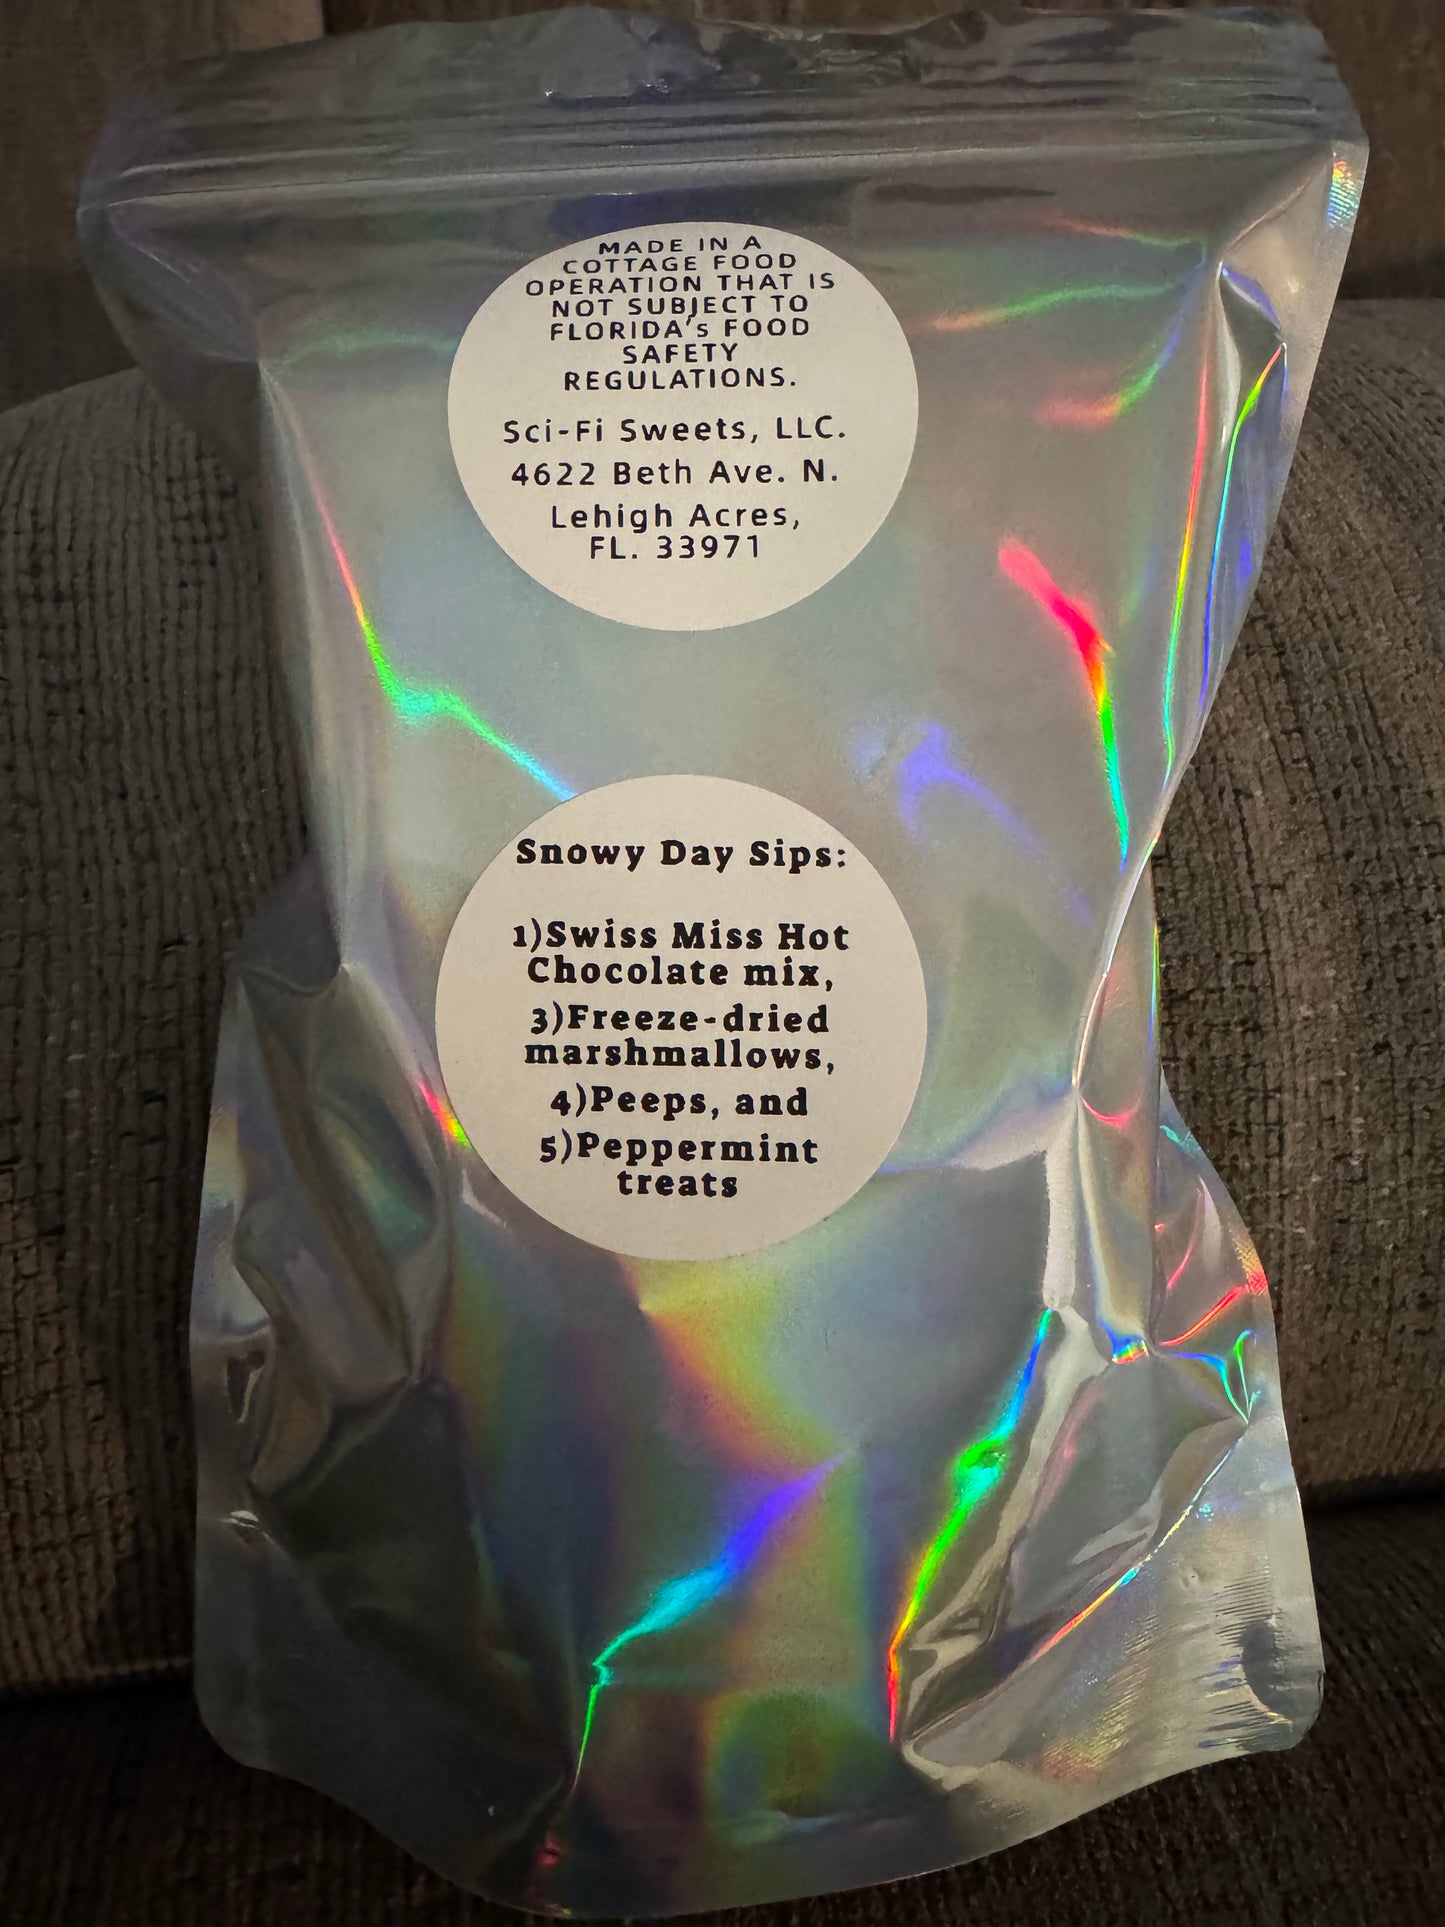 MADE IN A
COTTAGE FOOD
OPERATION THAT IS
NOT SUBJECT TO
FLORIDA's FOOD
SAFETY
REGULATIONS.
Sci-Fi Sweets, LLC.
4622 Beth Ave. N.
Lehigh Acres,
FL. 33971
Snowy Day Sips:
1)Swiss Miss Hot
Chocolate mix,
3)Freeze-dried
marshmallows,
4)Peeps, and
5)Peppermint
treats